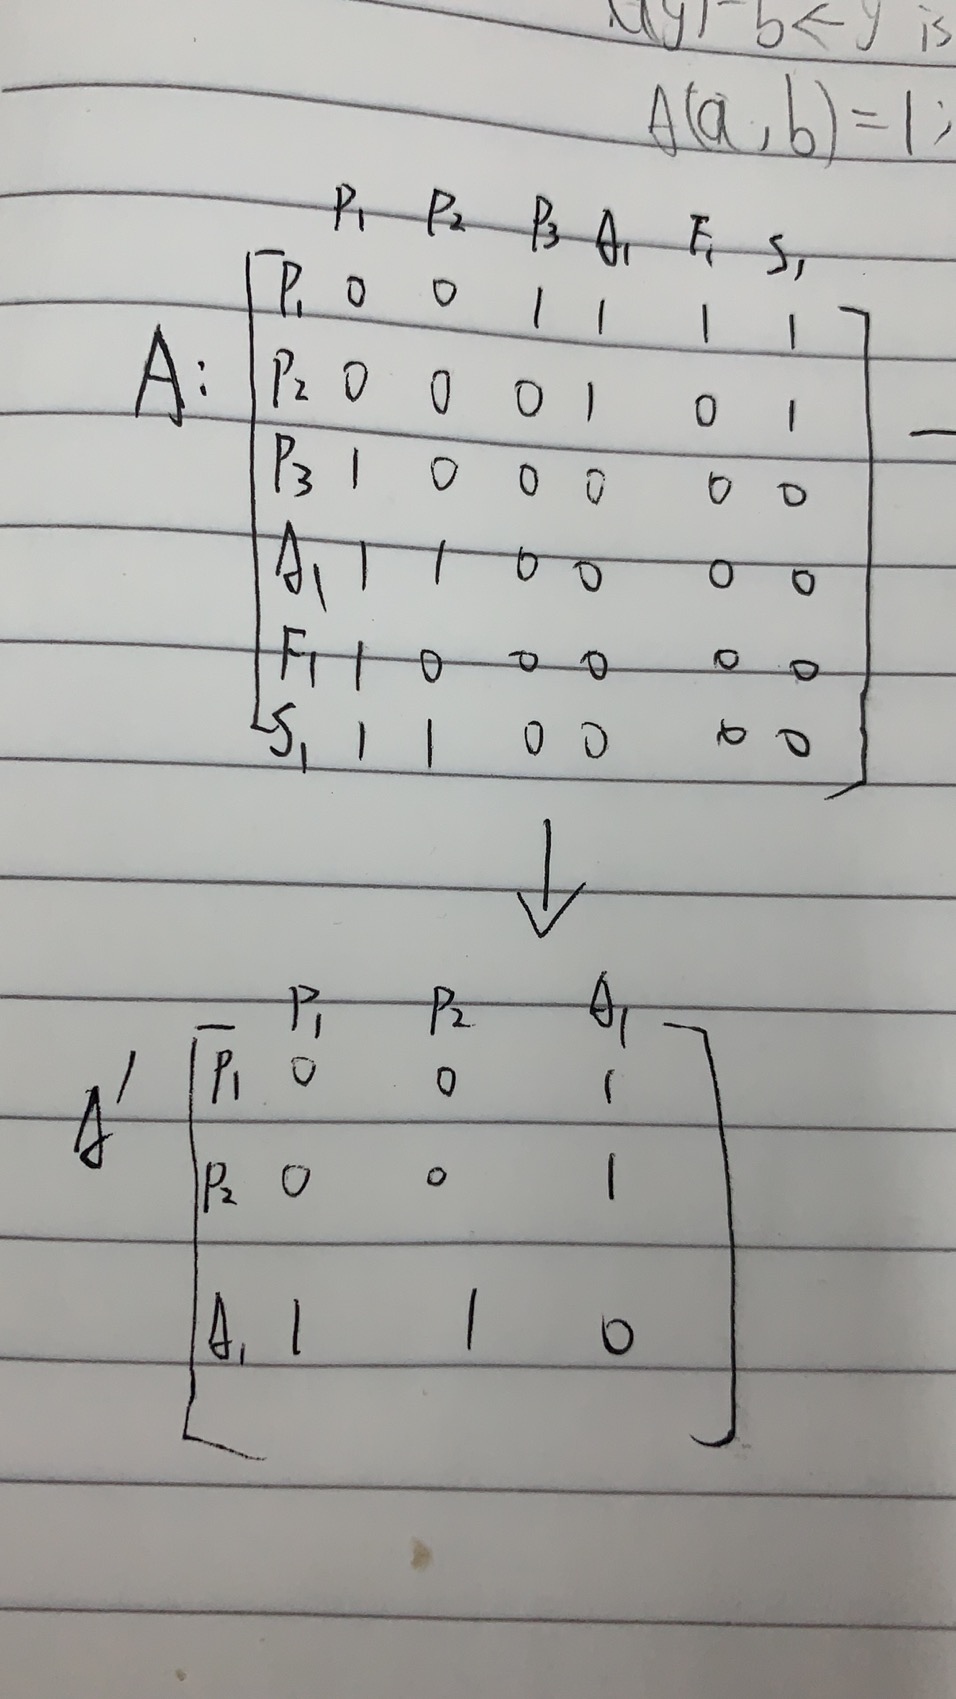 b ← y is
A(a, b) = 1;
P₁ P₂ P₃ A₁ F₁ S₁
P₁ 0 0 1 1 1 1
A: P₂ 0 0 0 1 0 1
P₃ 1 0 0 0 0 0
A₁ 1 1 0 0 0 0
F₁ 1 0 0 0 0 0
S₁ 1 1 0 0 0 0
↓
P₁ P₂ A₁
P₁ 0 0 1
A′ P₂ 0 0 1
A₁ 1 1 0